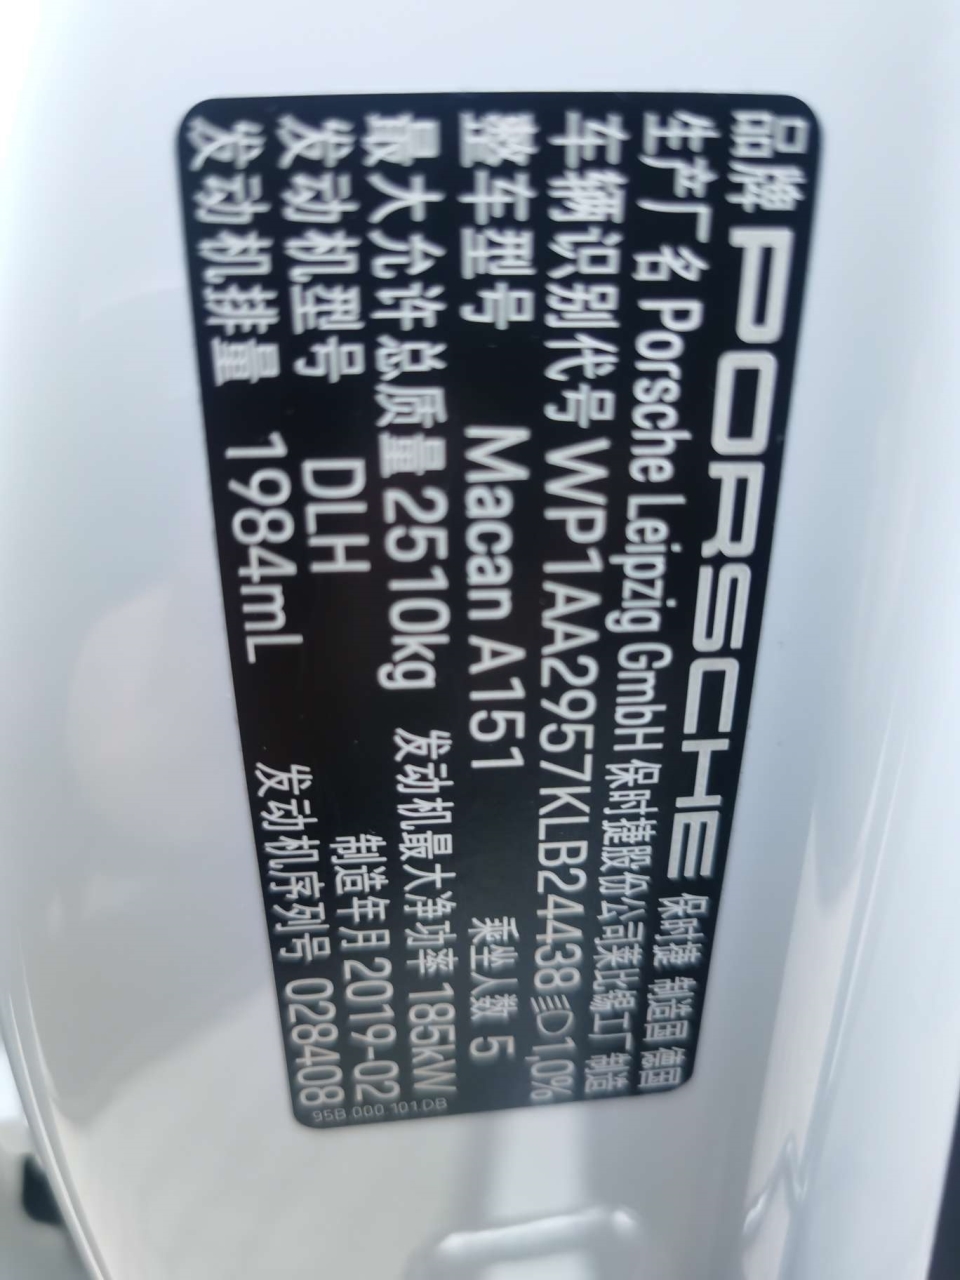 品牌 PORSCHE 保时捷 制造国 德国
生产厂名 Porsche Leipzig GmbH 保时捷股份公司莱比锡工厂 制造
车辆识别代号 WP1AA2957KLB24438 D1,0%
整车型号 Macan A151 乘坐人数 5
最大允许总质量 2510kg 发动机最大净功率 185kW
发动机型号 DLH 制造年月 2019-02
发动机排量 1984mL 发动机序列号 028408
95B.000.101.DB